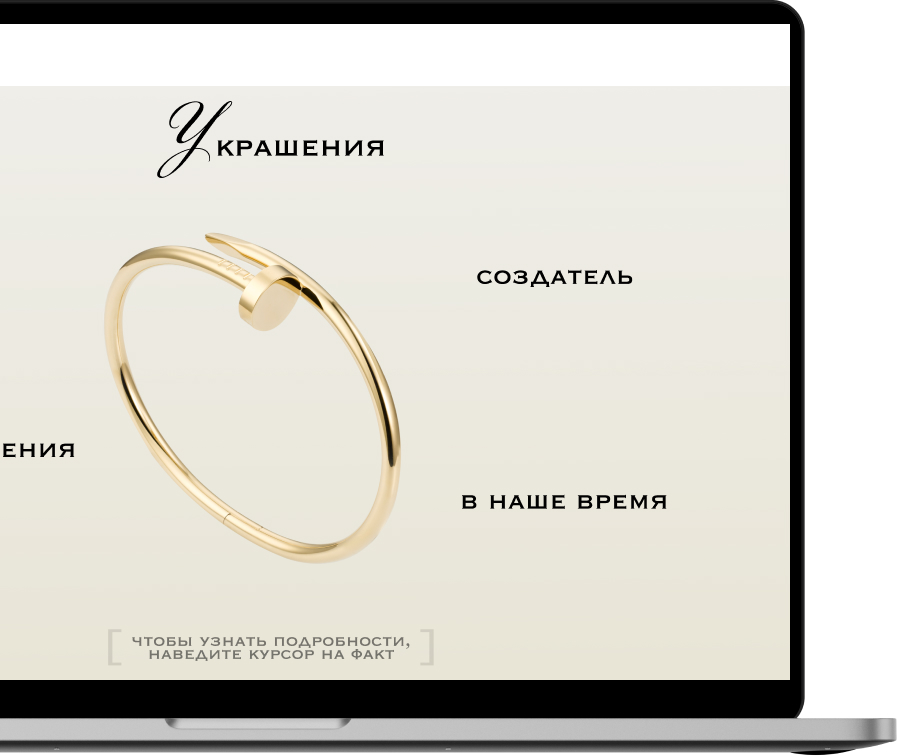 Украшения
СОЗДАТЕЛЬ
ЕНИЯ
В НАШЕ ВРЕМЯ
[ЧТОБЫ УЗНАТЬ ПОДРОБНОСТИ,
НАВЕДИТЕ КУРСОР НА ФАКТ]